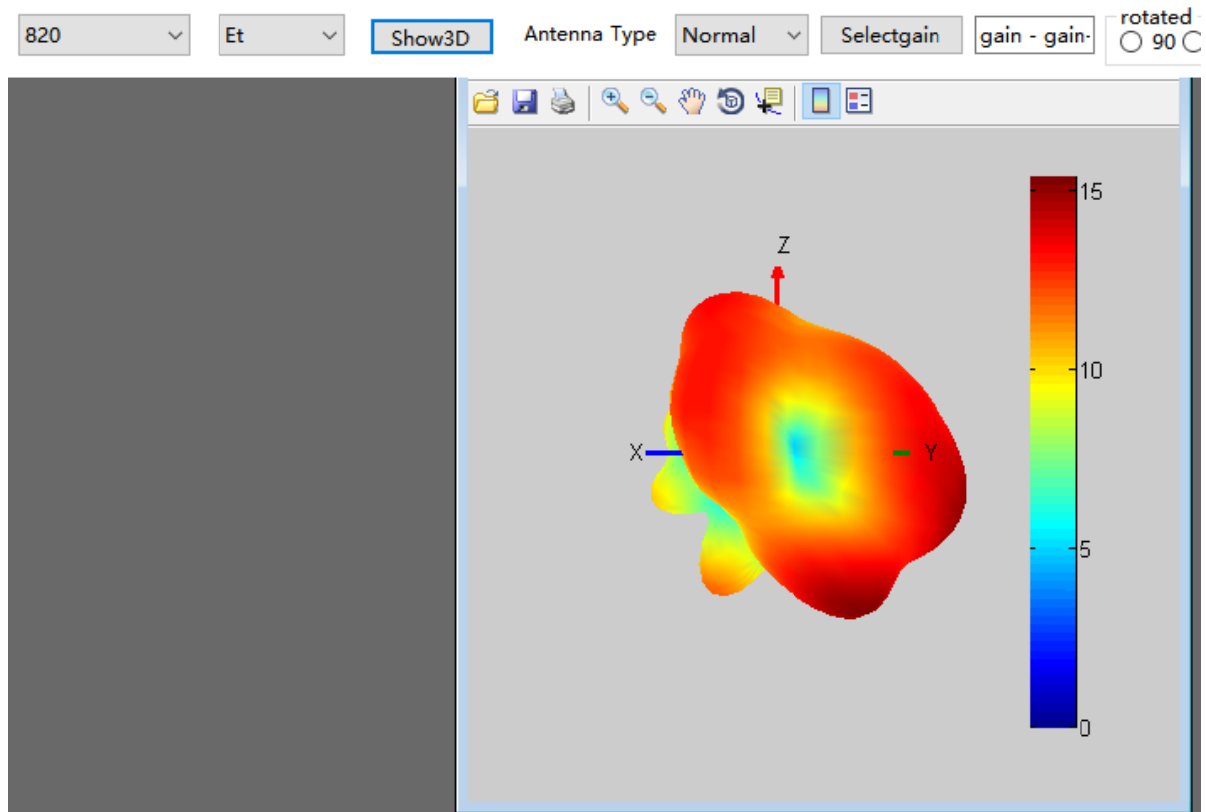 820
Et
Show3D
Antenna Type
Normal
Selectgain
gain - gain-
rotated
90
Z
X
Y
15
10
5
0